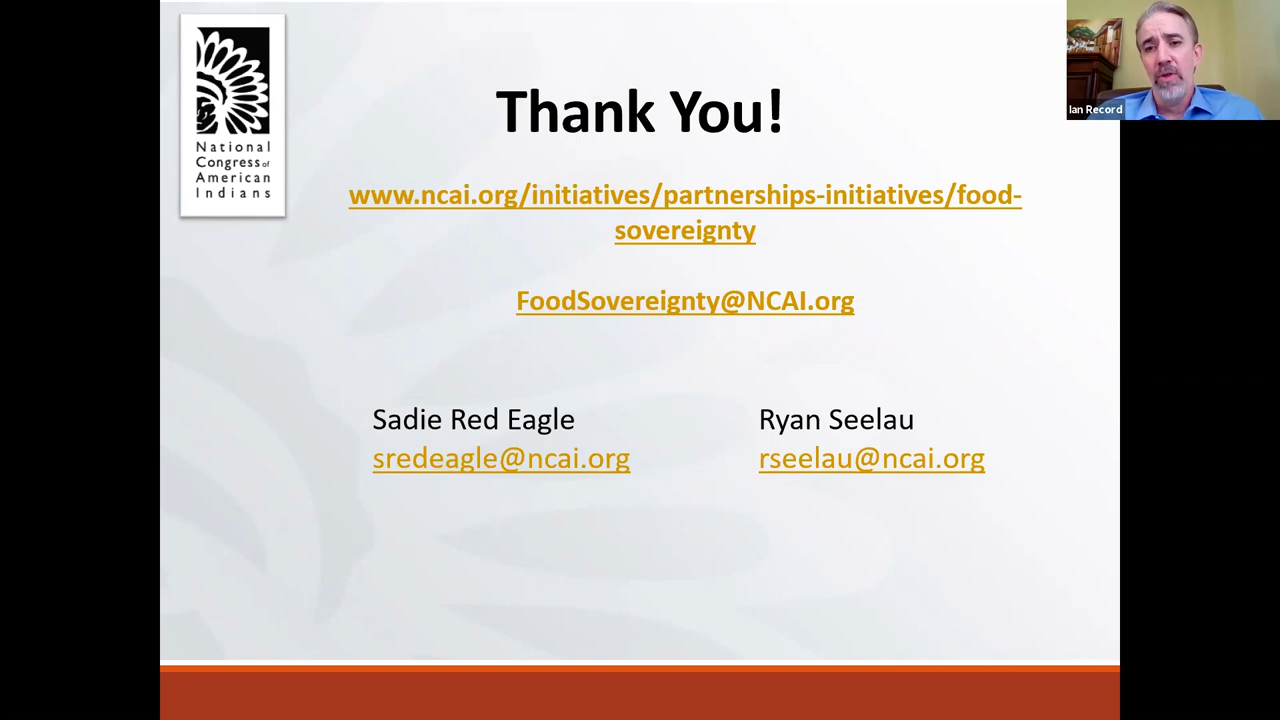 National
Congress of
American
Indians
Thank You!
www.ncai.org/initiatives/partnerships-initiatives/food-
sovereignty
FoodSovereignty@NCAI.org
Sadie Red Eagle
sredeagle@ncai.org
Ryan Seelau
rseelau@ncai.org
Ian Record